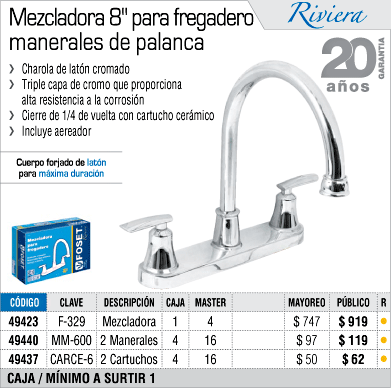 Mezcladora 8" para fregadero
manerales de palanca
Riviera
20
años
GARANTIA
› Charola de latón cromado
› Triple capa de cromo que proporciona
alta resistencia a la corrosión
› Cierre de 1/4 de vuelta con cartucho cerámico
› Incluye aereador
Cuerpo forjado de latón
para máxima duración
Mezcladora
para
fregadero
FOSET
CÓDIGO CLAVE DESCRIPCIÓN CAJA MASTER MAYOREO PÚBLICO R
49423 F-329 Mezcladora 1 4 $ 747 $ 919
49440 MM-600 2 Manerales 4 16 $ 97 $ 119
49437 CARCE-6 2 Cartuchos 4 16 $ 50 $ 62
CAJA / MÍNIMO A SURTIR 1